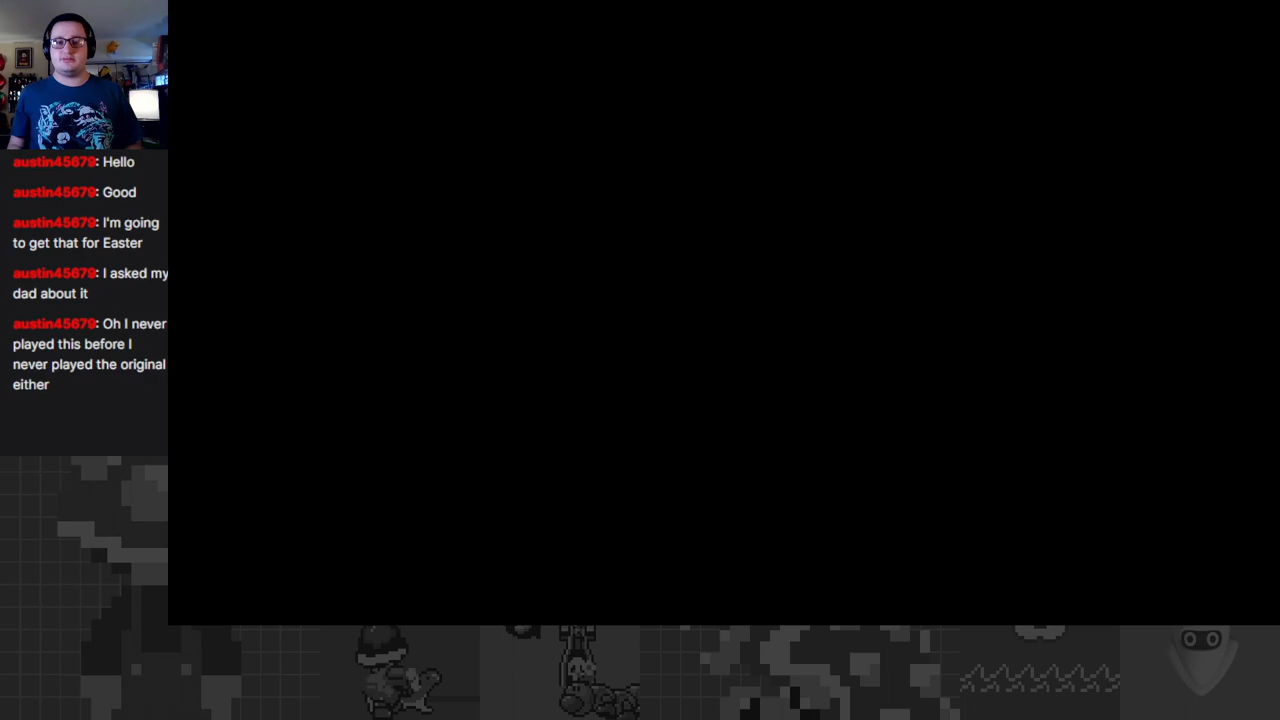 austin45679: Hello
austin45679: Good
austin45679: I'm going
to get that for Easter
austin45679: I asked my
dad about it
austin45679: Oh I never
played this before I
never played the original
either